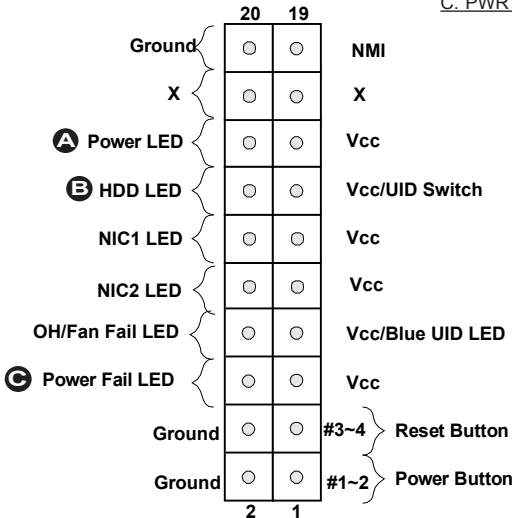 C. PWR
20 19
Ground NMI
X X
A Power LED Vcc
B HDD LED Vcc/UID Switch
NIC1 LED Vcc
NIC2 LED Vcc
OH/Fan Fail LED Vcc/Blue UID LED
C Power Fail LED Vcc
Ground #3~4 Reset Button
Ground #1~2 Power Button
2 1